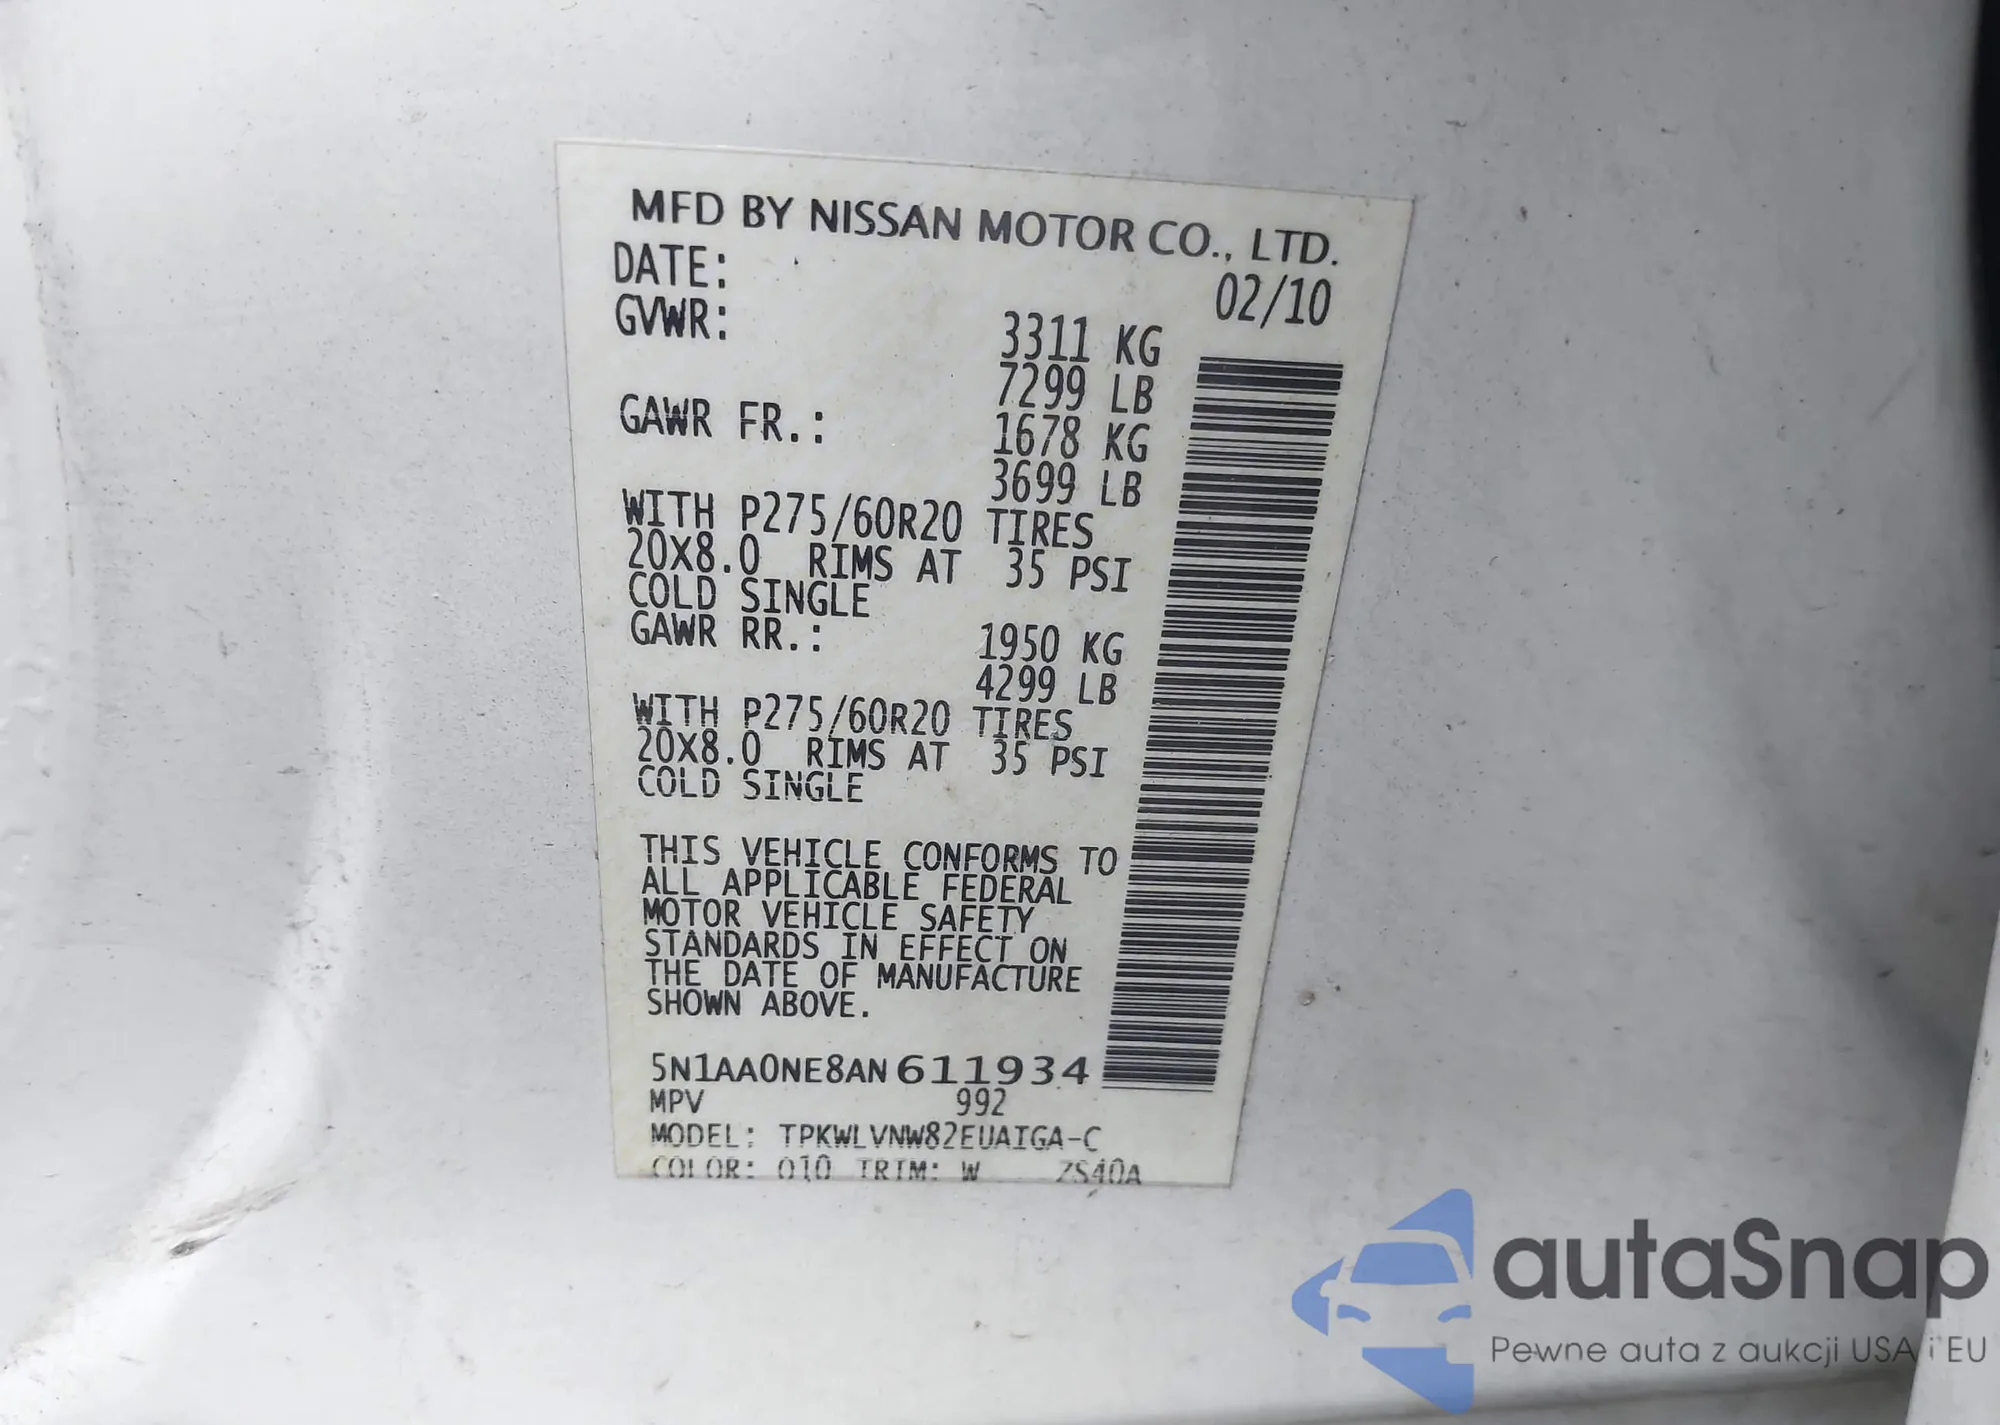 MFD BY NISSAN MOTOR CO., LTD.
DATE: 02/10
GVWR: 3311 KG
7299 LB
GAWR FR.: 1678 KG
3699 LB
WITH P275/60R20 TIRES
20X8.0 RIMS AT 35 PSI
COLD SINGLE
GAWR RR.: 1950 KG
4299 LB
WITH P275/60R20 TIRES
20X8.0 RIMS AT 35 PSI
COLD SINGLE
THIS VEHICLE CONFORMS TO
ALL APPLICABLE FEDERAL
MOTOR VEHICLE SAFETY
STANDARDS IN EFFECT ON
THE DATE OF MANUFACTURE
SHOWN ABOVE.
5N1AA0NE8AN611934
MPV 992
MODEL: TPKWLVNW82EUAIGA-C
COLOR: Q10 TRIM: W ZS40A
autaSnap
Pewne auta z aukcji USA i EU